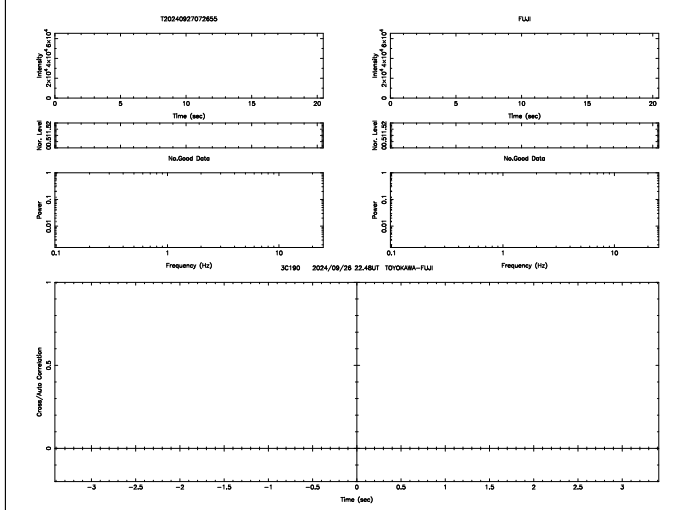 T20240927072655 FUJI
Intensity
0 2×10⁴ 4×10⁴ 6×10⁴
0 5 10 15 20
Time (sec)
Intensity
0 2×10⁴ 4×10⁴ 6×10⁴
0 5 10 15 20
Time (sec)
Nor. Level
00.511.52
Nor. Level
00.511.52
No.Good Data
No.Good Data
Power
0.01 0.1 1
0.1 1 10
Frequency (Hz)
Power
0.01 0.1 1
0.1 1 10
Frequency (Hz)
3C190 2024/09/26 22.46UT TOYOKAWA-FUJI
Cross/Auto Correlation
0 0.5 1
-3 -2.5 -2 -1.5 -1 -0.5 0 0.5 1 1.5 2 2.5 3
Time (sec)